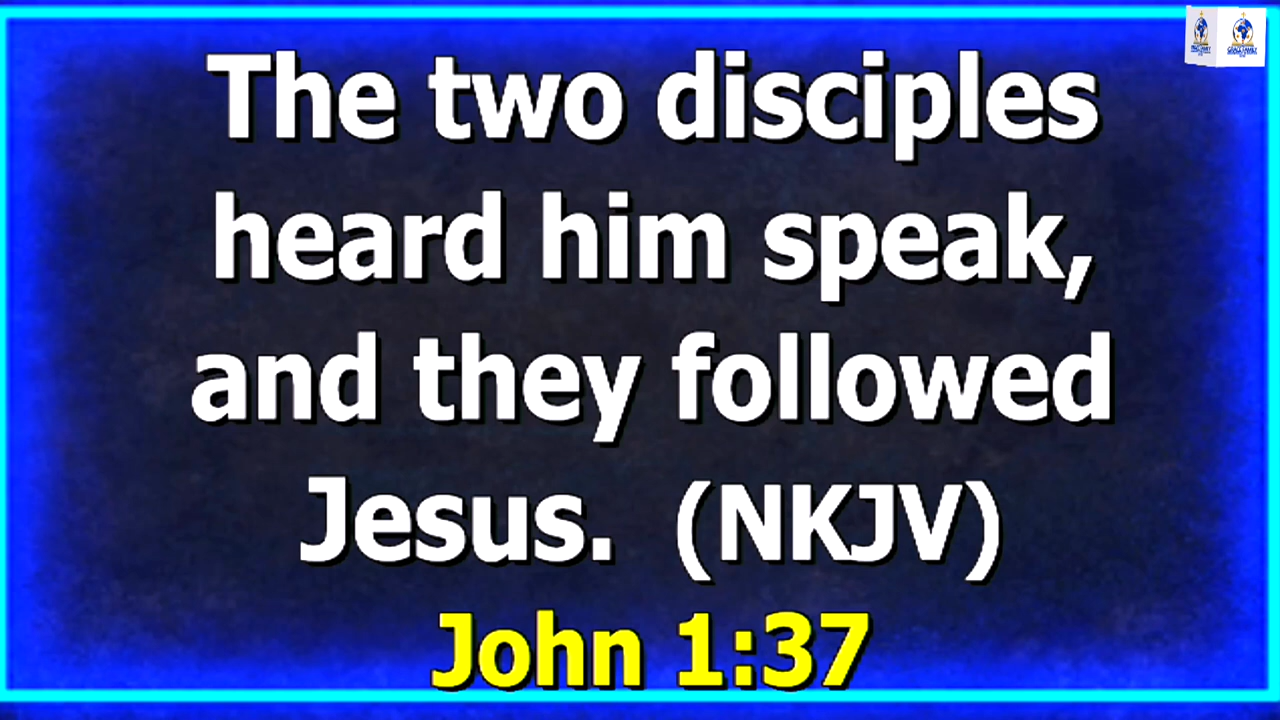 The two disciples
heard him speak,
and they followed
Jesus. (NKJV)
John 1:37